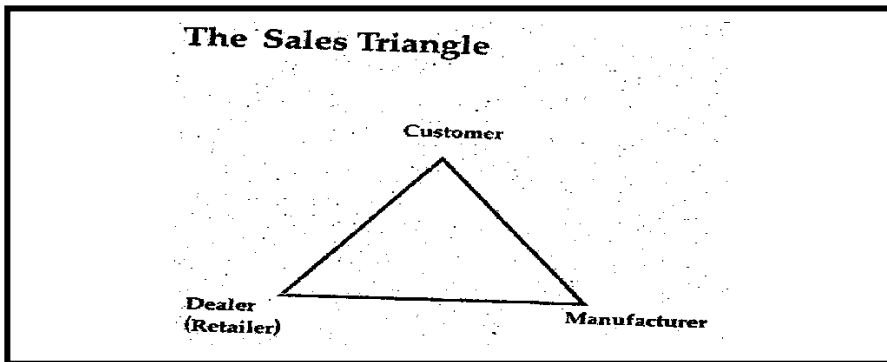 The Sales Triangle
Customer
Dealer
(Retailer)
Manufacturer